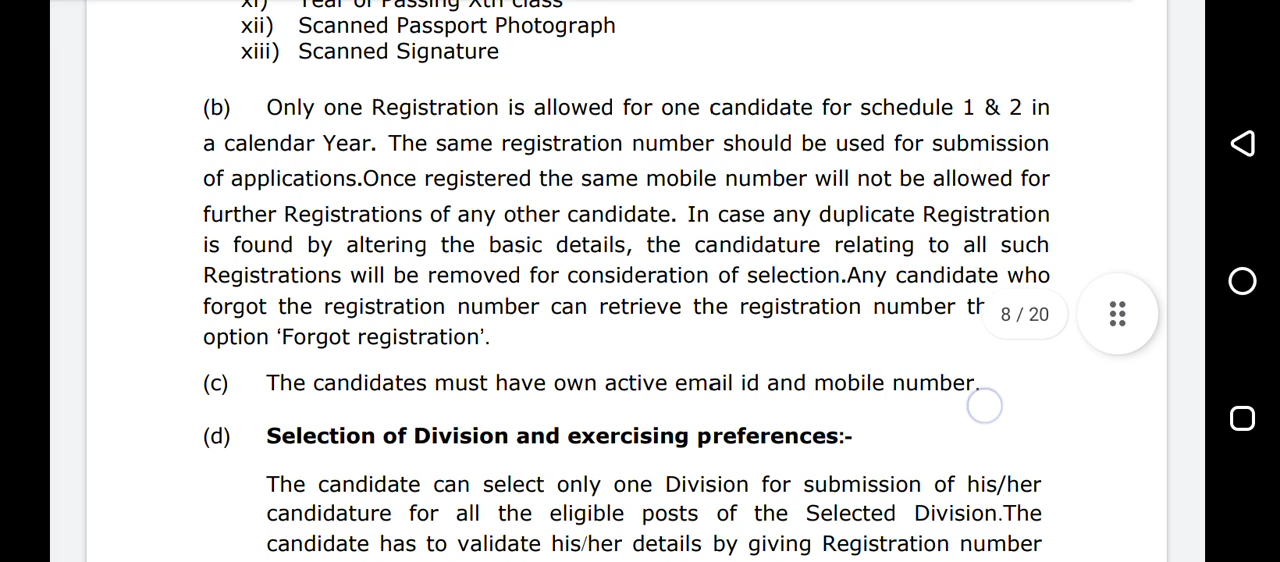 xi) Year of Passing Xth class
xii) Scanned Passport Photograph
xiii) Scanned Signature
(b) Only one Registration is allowed for one candidate for schedule 1 & 2 in
a calendar Year. The same registration number should be used for submission
of applications.Once registered the same mobile number will not be allowed for
further Registrations of any other candidate. In case any duplicate Registration
is found by altering the basic details, the candidature relating to all such
Registrations will be removed for consideration of selection.Any candidate who
forgot the registration number can retrieve the registration number
8 / 20
option ‘Forgot registration’.
(c) The candidates must have own active email id and mobile number.
(d) Selection of Division and exercising preferences:-
The candidate can select only one Division for submission of his/her
candidature for all the eligible posts of the Selected Division.The
candidate has to validate his/her details by giving Registration number